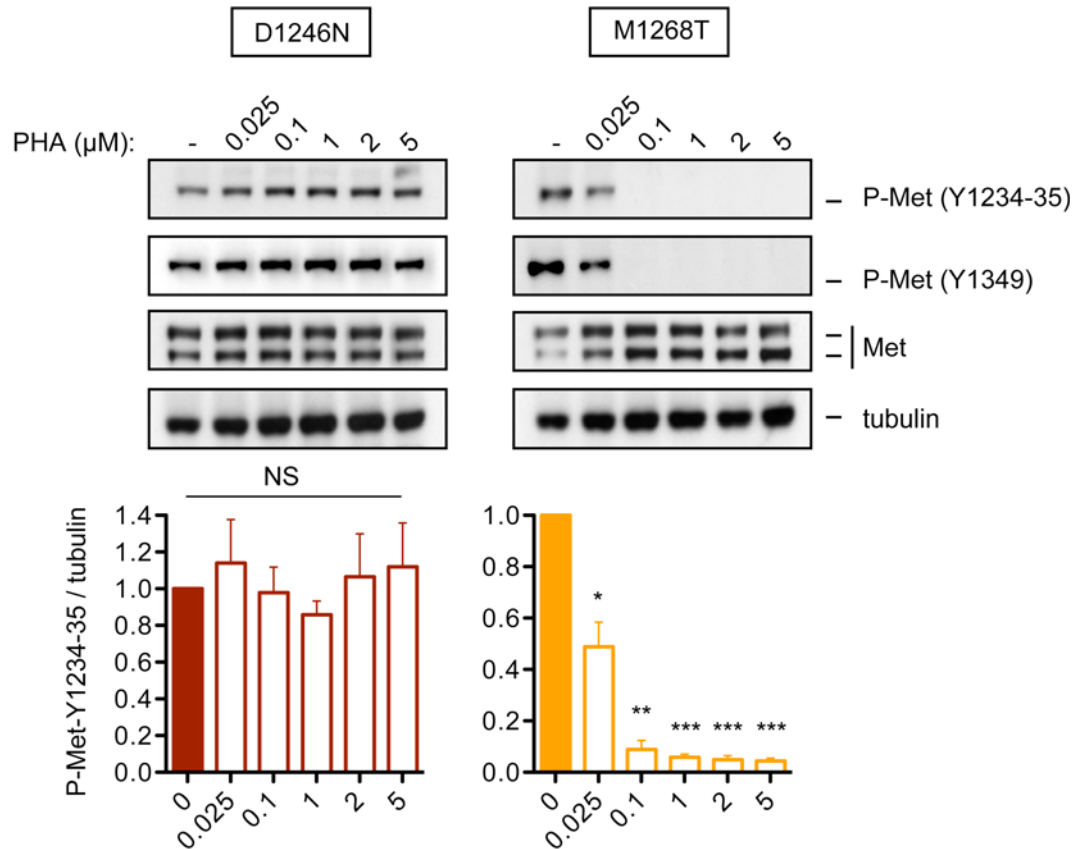 D1246N M1268T
PHA (µM): - 0.025 0.1 1 2 5 - 0.025 0.1 1 2 5
P-Met (Y1234-35)
P-Met (Y1349)
Met
tubulin
NS
P-Met-Y1234-35 / tubulin
1.4
1.2
1.0
0.8
0.6
0.4
0.2
0.0
0 0.025 0.1 1 2 5
1.0
0.8
0.6
0.4
0.2
0.0
* ** *** *** ***
0 0.025 0.1 1 2 5